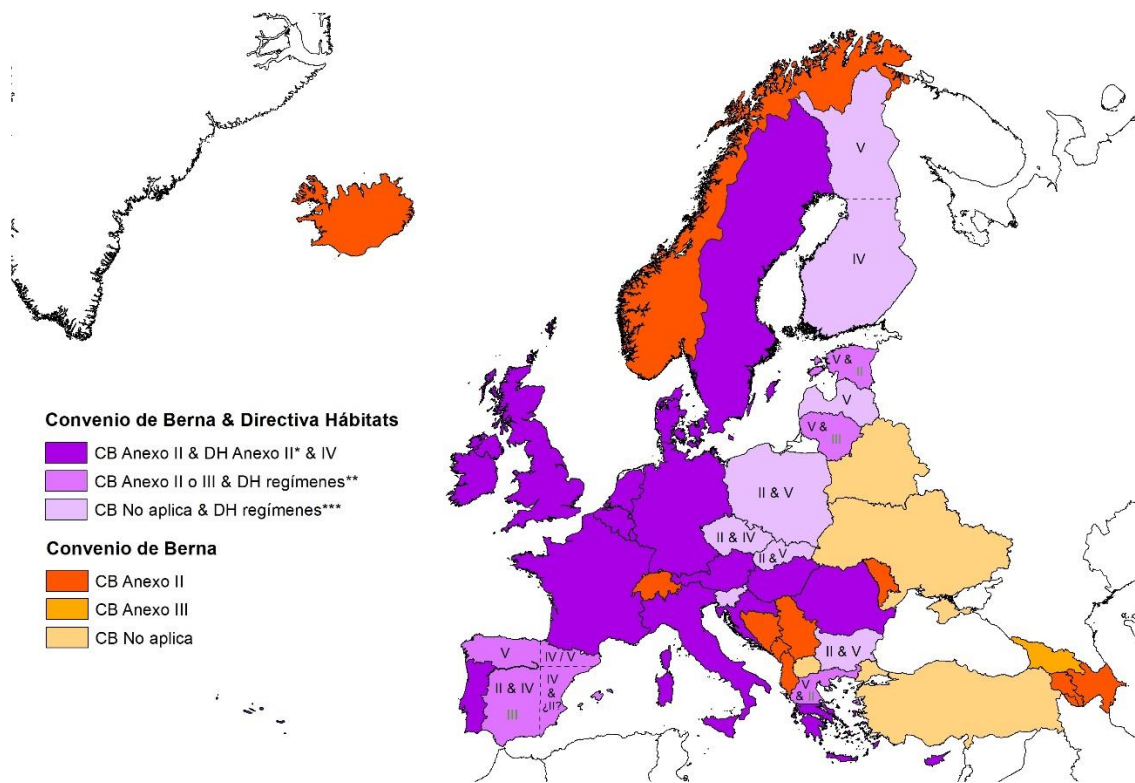 V
IV
V & II
V
V &
III
II & V
II & IV
II & V
Convenio de Berna & Directiva Hábitats
CB Anexo II & DH Anexo II* & IV
CB Anexo II o III & DH regímenes**
CB No aplica & DH regímenes***
Convenio de Berna
CB Anexo II
CB Anexo III
CB No aplica
V
IV / V
II & IV
III
IV
&
¿II?
II & V
V
& II